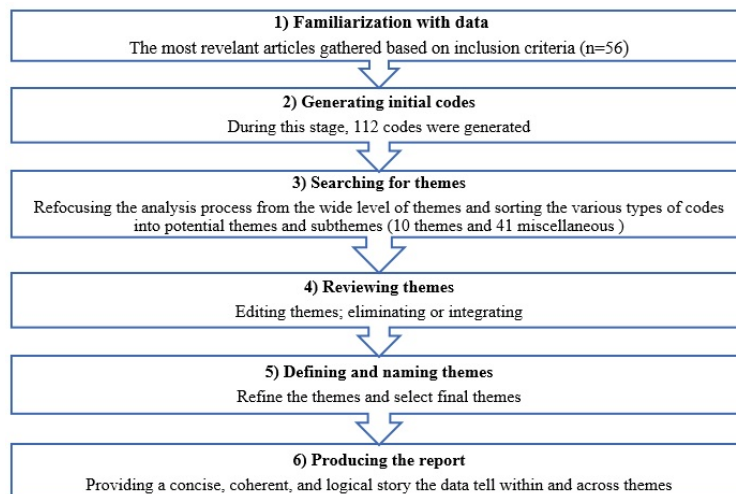 1) Familiarization with data
The most revelant articles gathered based on inclusion criteria (n=56)
2) Generating initial codes
During this stage, 112 codes were generated
3) Searching for themes
Refocusing the analysis process from the wide level of themes and sorting the various types of codes
into potential themes and subthemes (10 themes and 41 miscellaneous )
4) Reviewing themes
Editing themes; eliminating or integrating
5) Defining and naming themes
Refine the themes and select final themes
6) Producing the report
Providing a concise, coherent, and logical story the data tell within and across themes